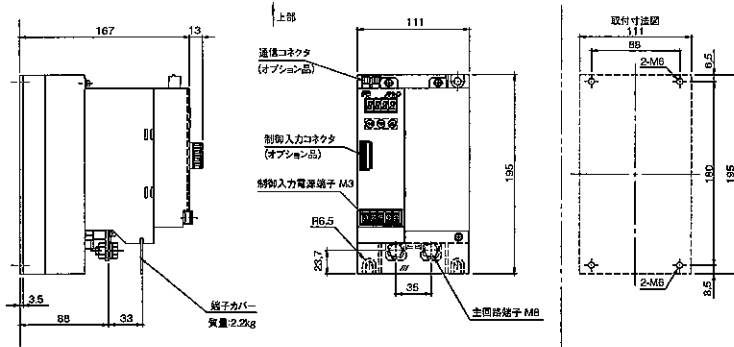 167
13
3.5
88
33
端子カバー
質量:2.2kg
上部
111
通信コネクタ
(オプション品)
制御入力コネクタ
(オプション品)
制御入力電源端子 M3
R6.5
23.7
35
195
主回路端子 M8
取付寸法図
111
88
2-M6
6.5
180
195
2-M6
8.5